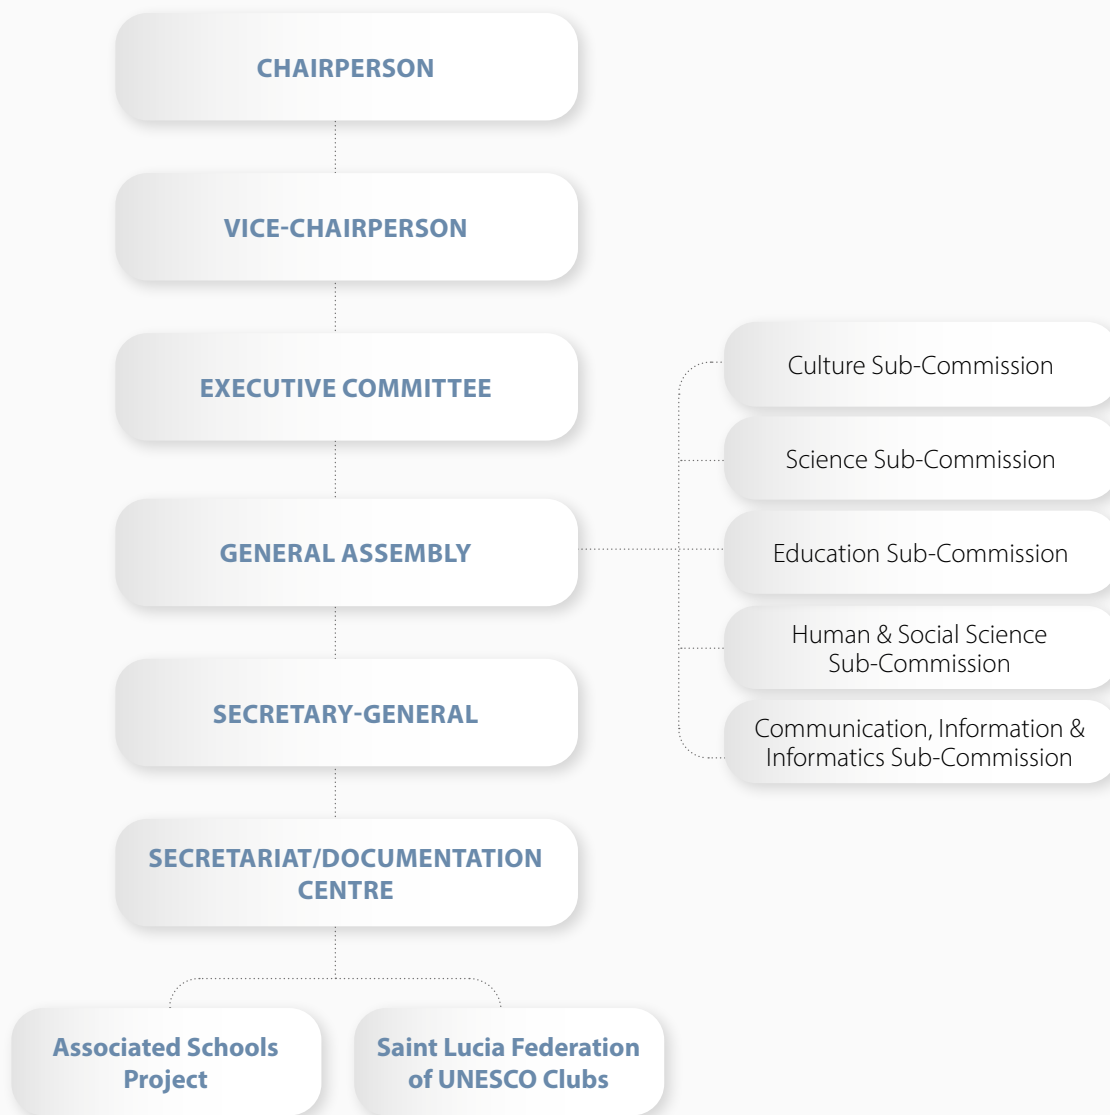 CHAIRPERSON
VICE-CHAIRPERSON
EXECUTIVE COMMITTEE
GENERAL ASSEMBLY
SECRETARY-GENERAL
SECRETARIAT/DOCUMENTATION
CENTRE
Associated Schools
Project
Saint Lucia Federation
of UNESCO Clubs
Culture Sub-Commission
Science Sub-Commission
Education Sub-Commission
Human & Social Science
Sub-Commission
Communication, Information &
Informatics Sub-Commission